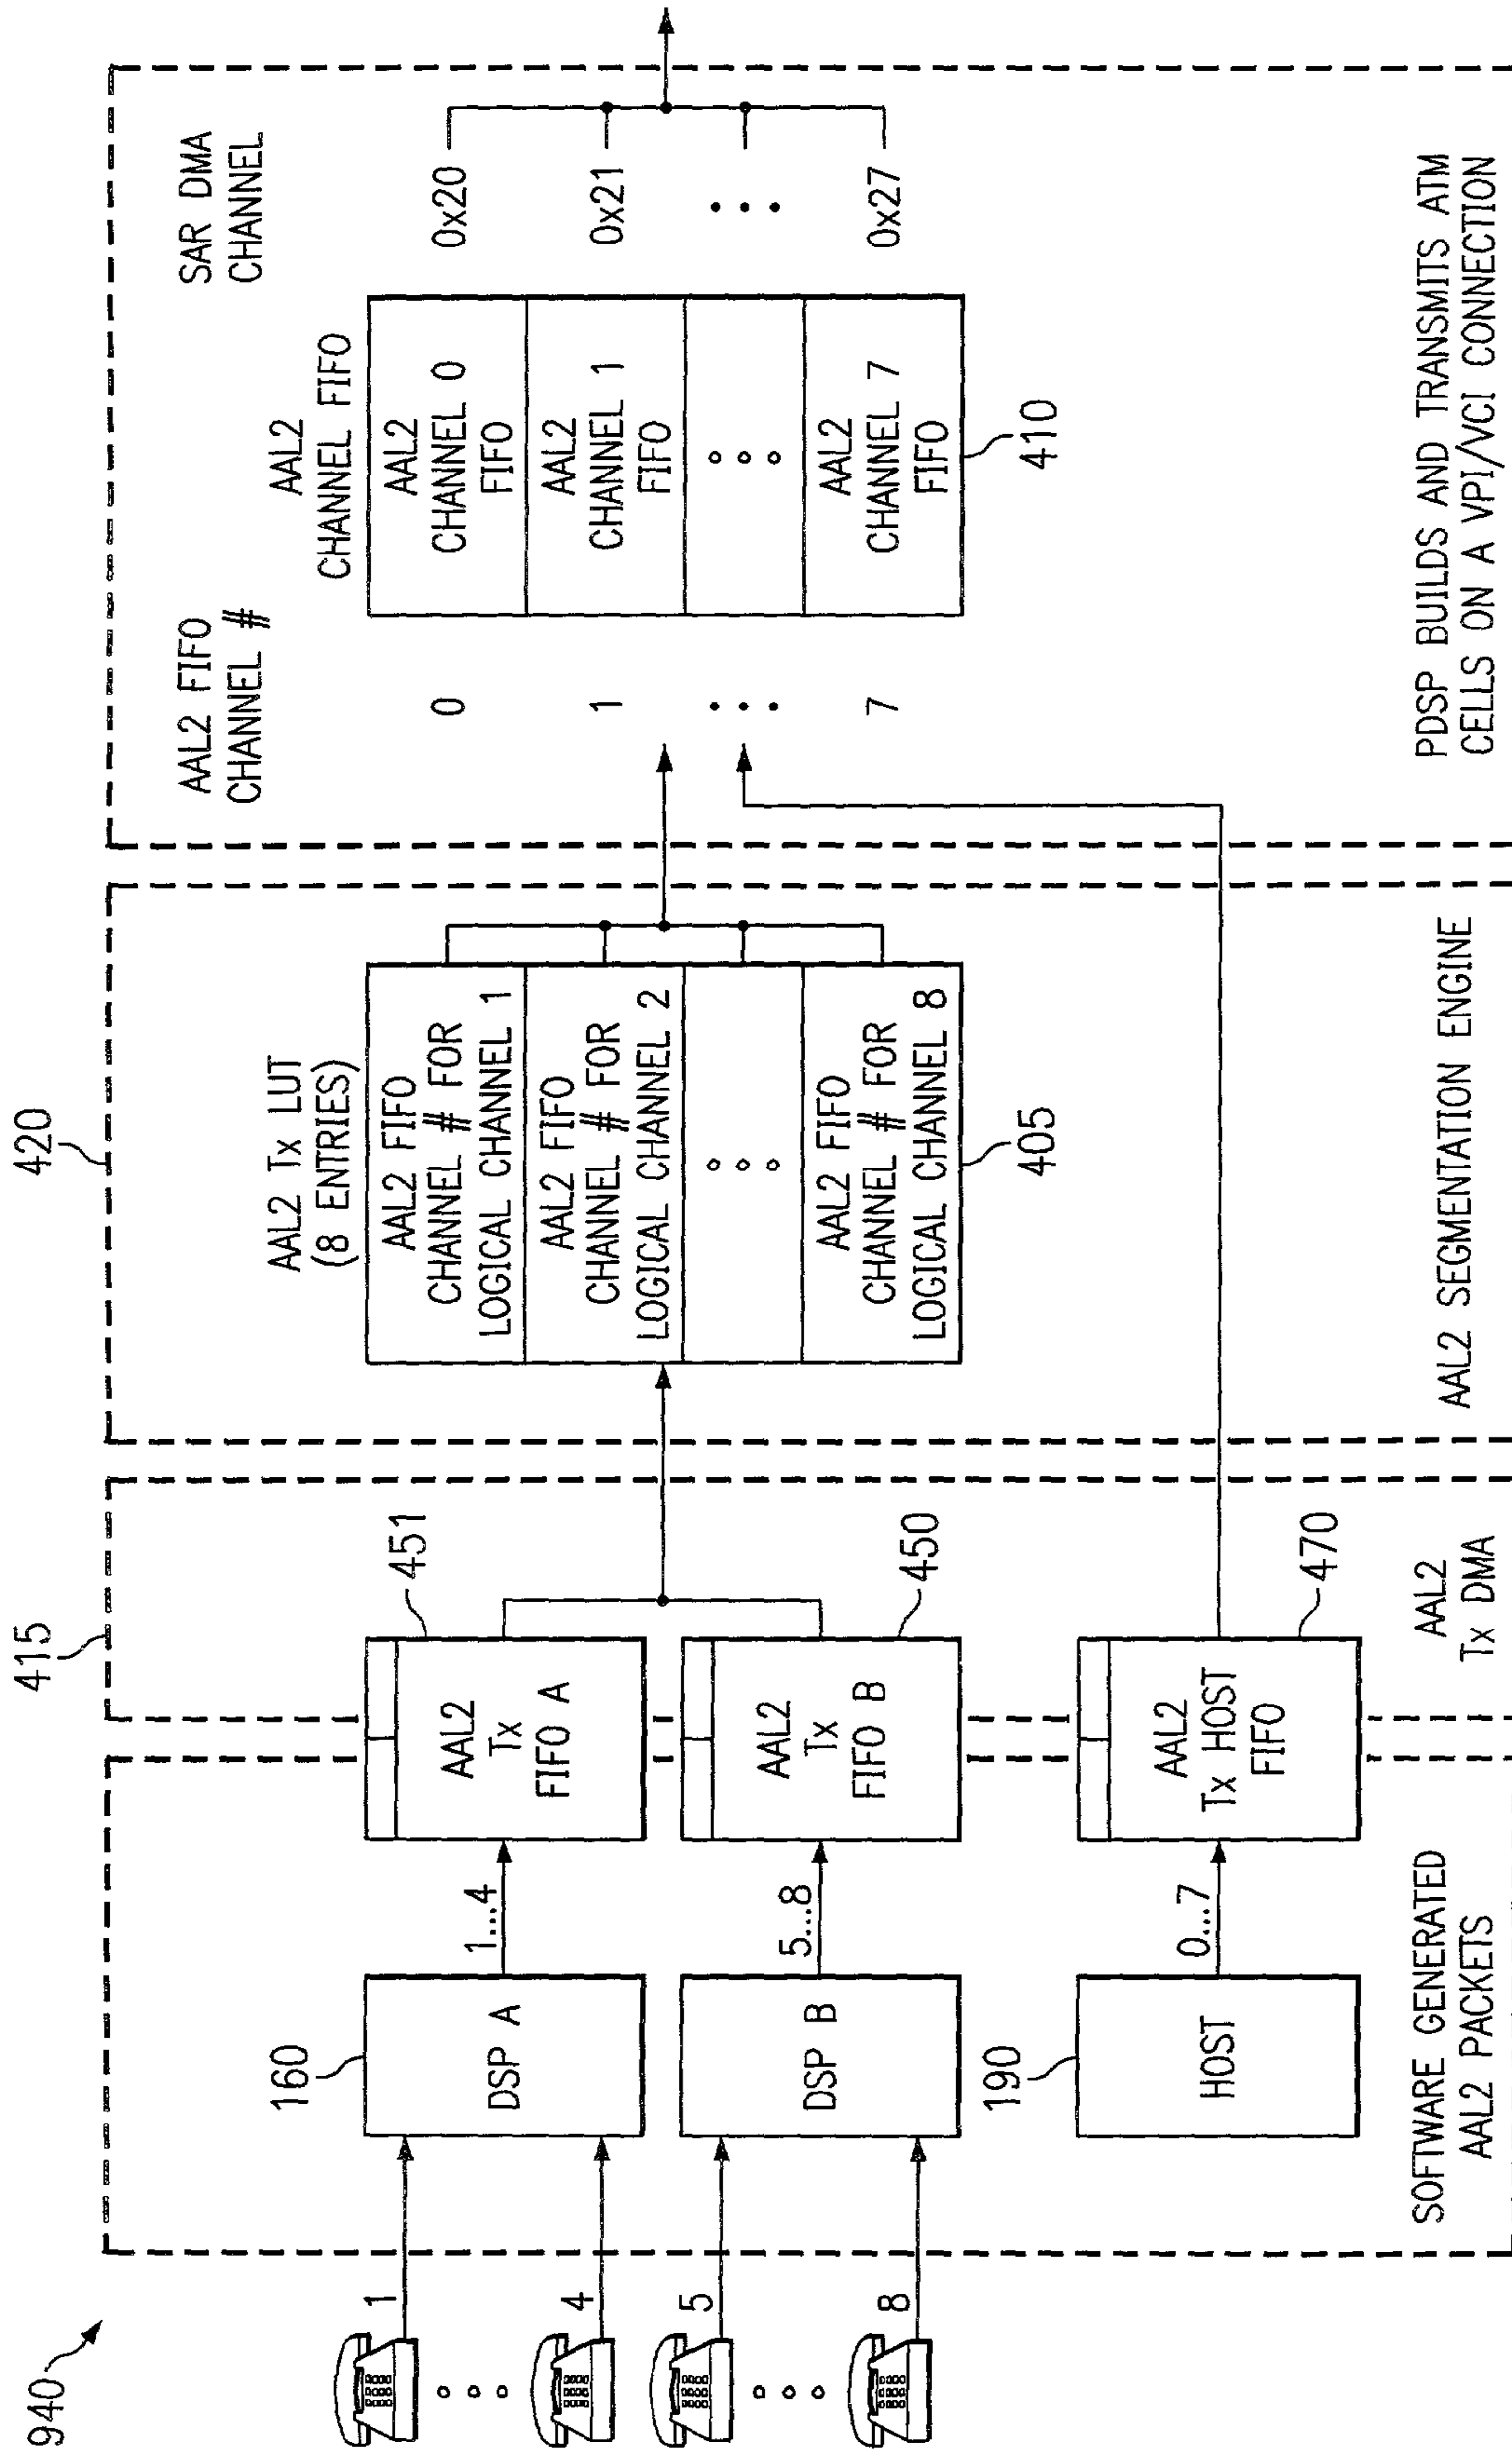 940
415
420
1
4
5
8
160
DSP A
DSP B
190
HOST
SOFTWARE GENERATED
AAL2 PACKETS
1...4
5...8
0...7
AAL2
Tx
FIFO A
451
AAL2
Tx
FIFO B
450
AAL2
Tx HOST
FIFO
470
AAL2
Tx DMA
AAL2 Tx LUT
(8 ENTRIES)
AAL2 FIFO
CHANNEL # FOR
LOGICAL CHANNEL 1
AAL2 FIFO
CHANNEL # FOR
LOGICAL CHANNEL 2
AAL2 FIFO
CHANNEL # FOR
LOGICAL CHANNEL 8
405
AAL2 SEGMENTATION ENGINE
AAL2 FIFO
CHANNEL #
0
1
7
AAL2
CHANNEL FIFO
AAL2
CHANNEL 0
FIFO
AAL2
CHANNEL 1
FIFO
AAL2
CHANNEL 7
FIFO
410
SAR DMA
CHANNEL
0x20
0x21
0x27
PDSP BUILDS AND TRANSMITS ATM
CELLS ON A VPI/VCI CONNECTION